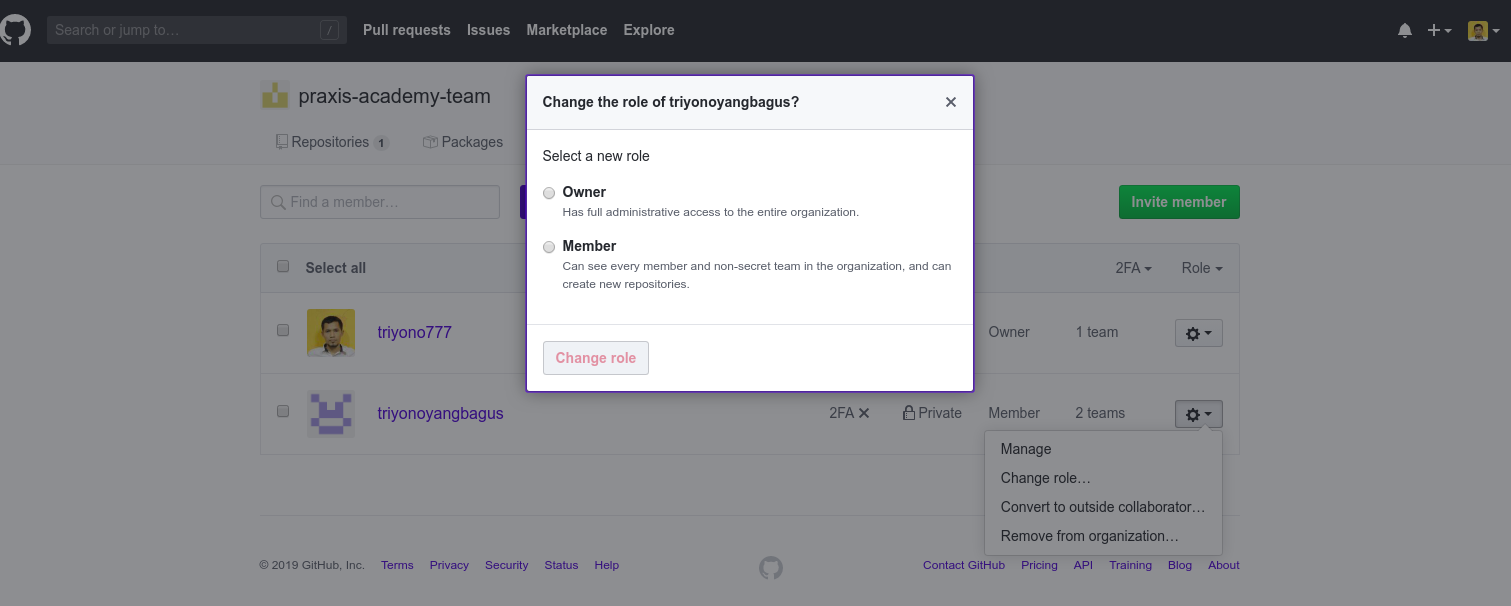 Search or jump to…
/
Pull requests
Issues
Marketplace
Explore
praxis-academy-team
Repositories 1
Packages
Find a member…
Invite member
Change the role of triyonoyangbagus?
Select a new role
Owner
Has full administrative access to the entire organization.
Member
Can see every member and non-secret team in the organization, and can
create new repositories.
Change role
Select all
2FA
Role
triyono777
Owner
1 team
triyonoyangbagus
2FA
Private
Member
2 teams
Manage
Change role…
Convert to outside collaborator…
Remove from organization…
© 2019 GitHub, Inc.
Terms
Privacy
Security
Status
Help
Contact GitHub
Pricing
API
Training
Blog
About